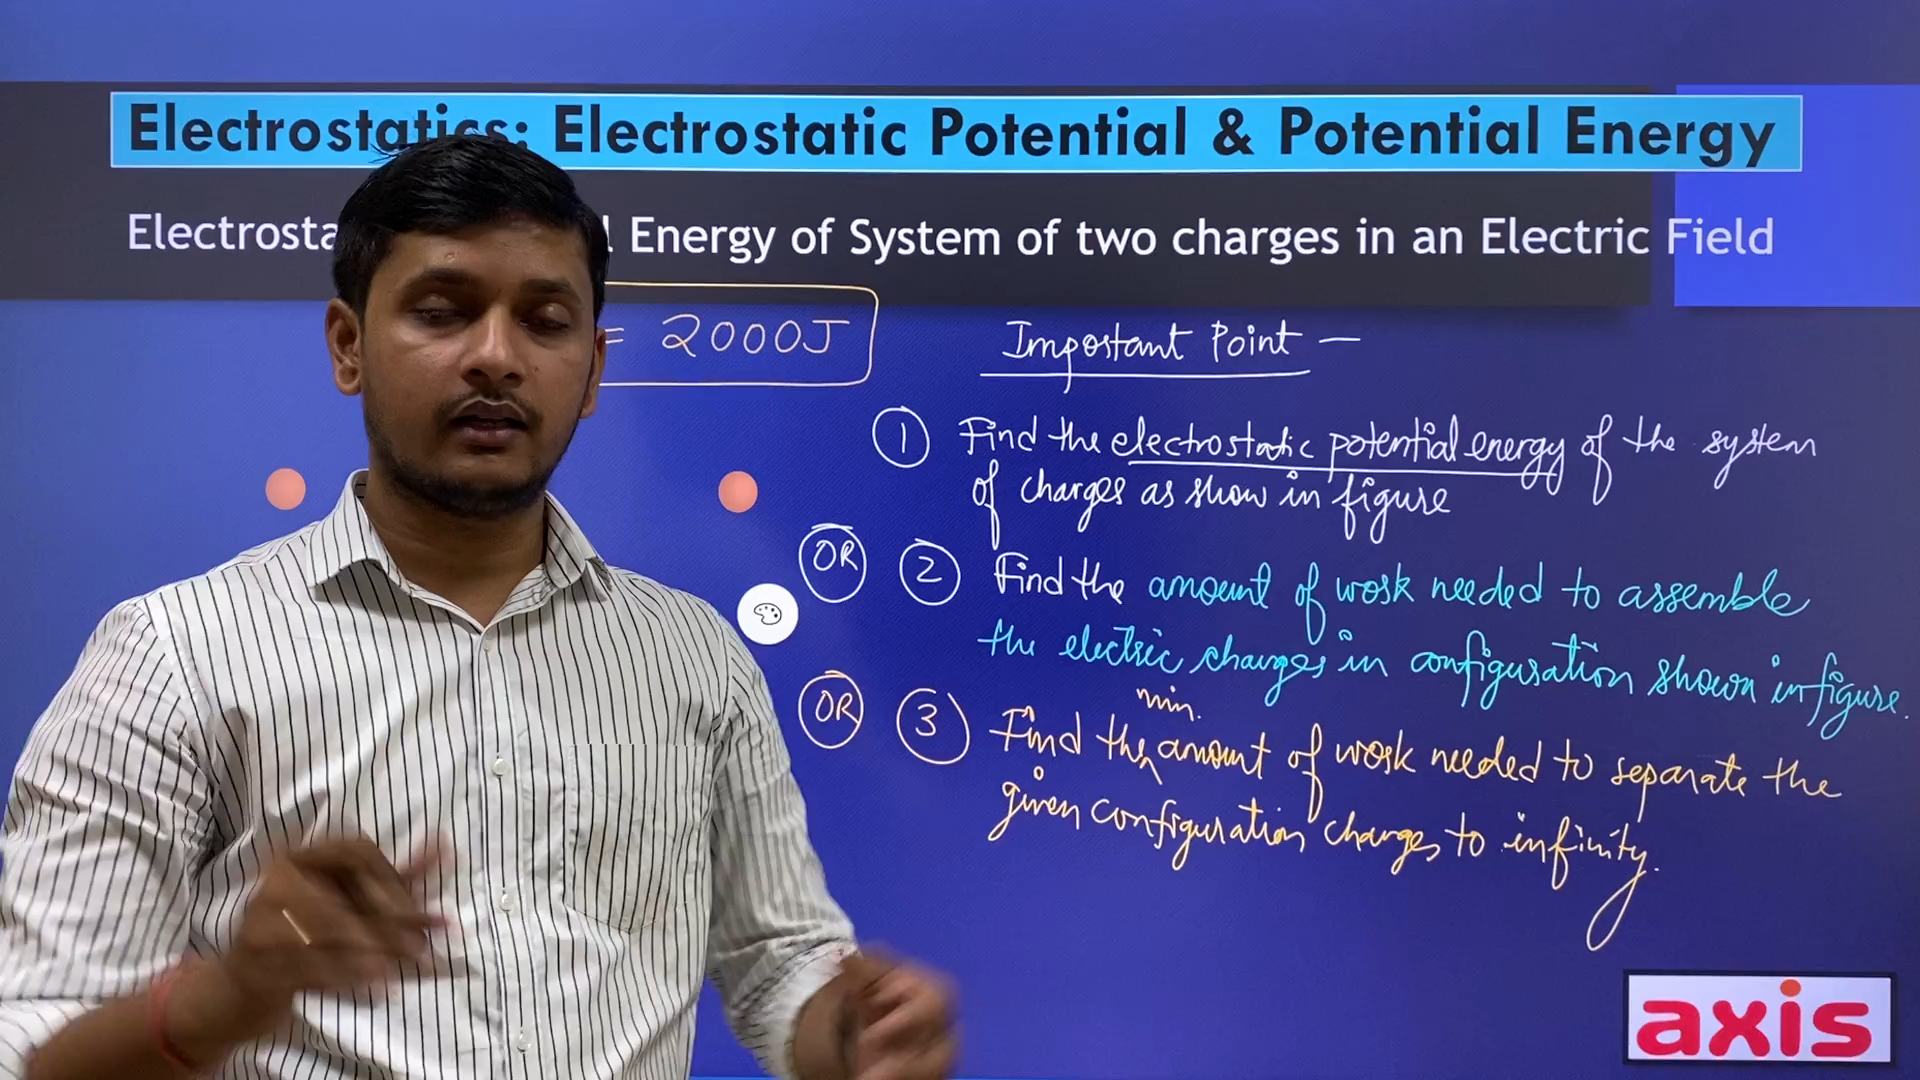 Electrostatics: Electrostatic Potential & Potential Energy
Energy of System of two charges in an Electric Field
= 2000J
Important Point —
1 Find the electrostatic potential energy of the system
of charges as show in figure
OR 2 Find the amount of work needed to assemble
the electric charges in configuration shown in figure.
min.
OR 3 Find the amount of work needed to separate the
given configuration charges to infinity.
axis